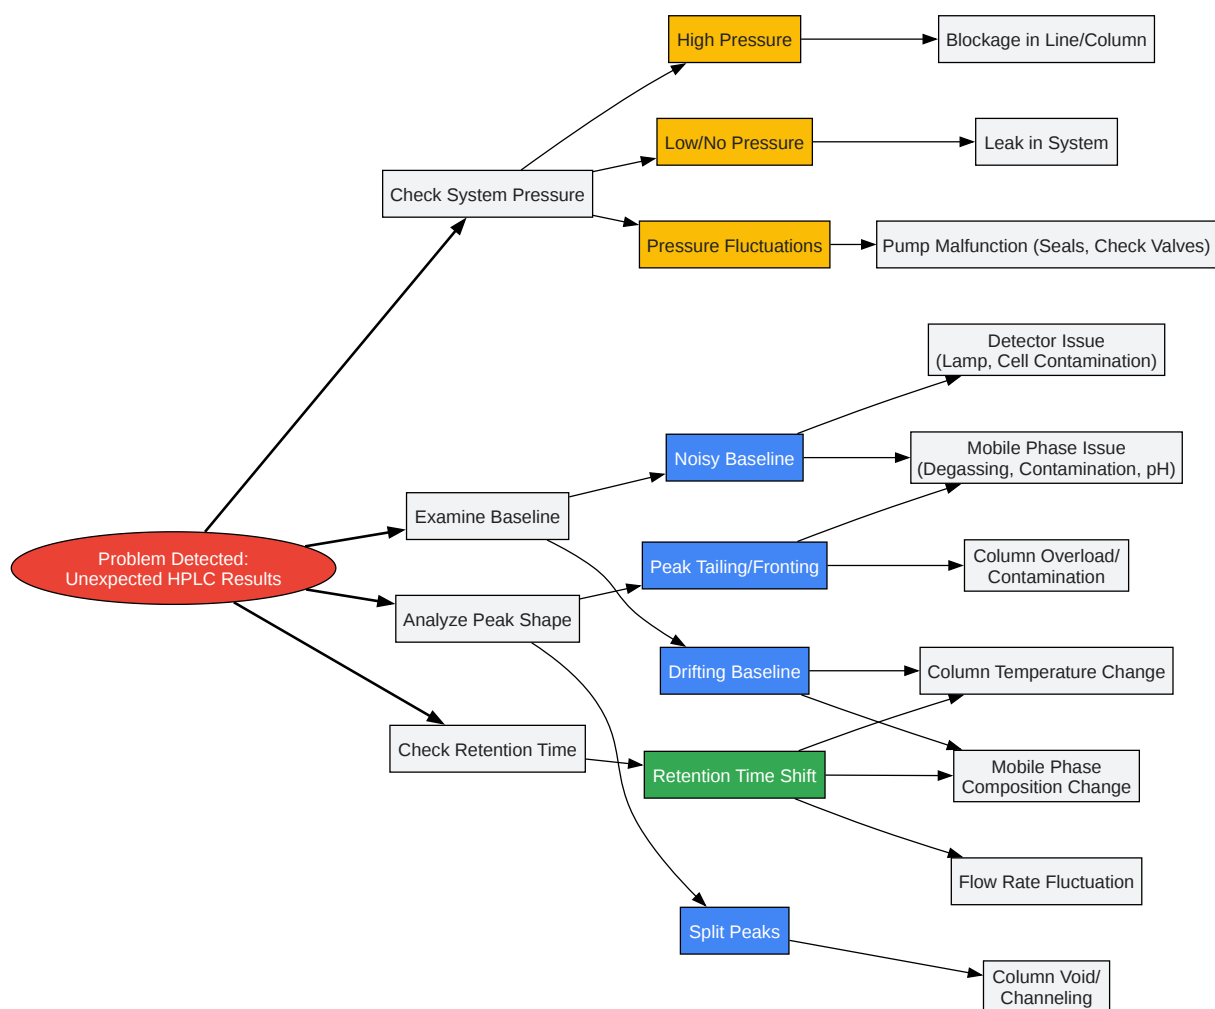 High Pressure
Blockage in Line/Column
Low/No Pressure
Leak in System
Check System Pressure
Pressure Fluctuations
Pump Malfunction (Seals, Check Valves)
Detector Issue
(Lamp, Cell Contamination)
Noisy Baseline
Mobile Phase Issue
(Degassing, Contamination, pH)
Examine Baseline
Problem Detected:
Unexpected HPLC Results
Peak Tailing/Fronting
Column Overload/
Contamination
Analyze Peak Shape
Drifting Baseline
Column Temperature Change
Check Retention Time
Retention Time Shift
Mobile Phase
Composition Change
Flow Rate Fluctuation
Split Peaks
Column Void/
Channeling